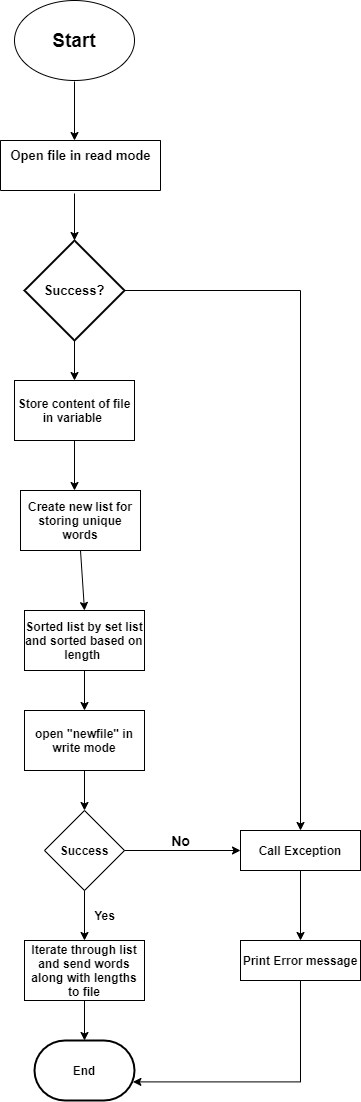 Start
Open file in read mode
Success?
Store content of file
in variable
Create new list for
storing unique
words
Sorted list by set list
and sorted based on
length
open "newfile" in
write mode
Success
No
Call Exception
Yes
Iterate through list
and send words
along with lengths
to file
Print Error message
End